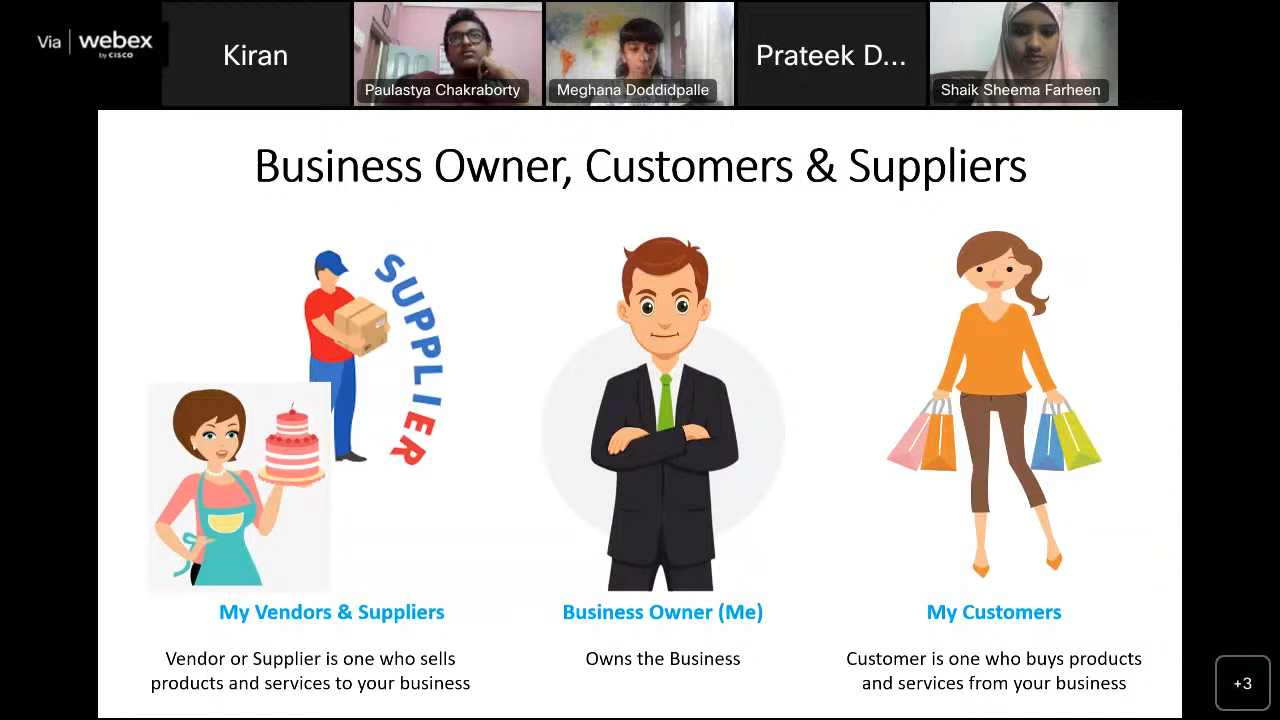 Via webex
by CISCO
Kiran
Paulastya Chakraborty
Meghana Doddidpalle
Prateek D...
Shaik Sheema Farheen
Business Owner, Customers & Suppliers
SUPPLIER
My Vendors & Suppliers
Vendor or Supplier is one who sells
products and services to your business
Business Owner (Me)
Owns the Business
My Customers
Customer is one who buys products
and services from your business
+3